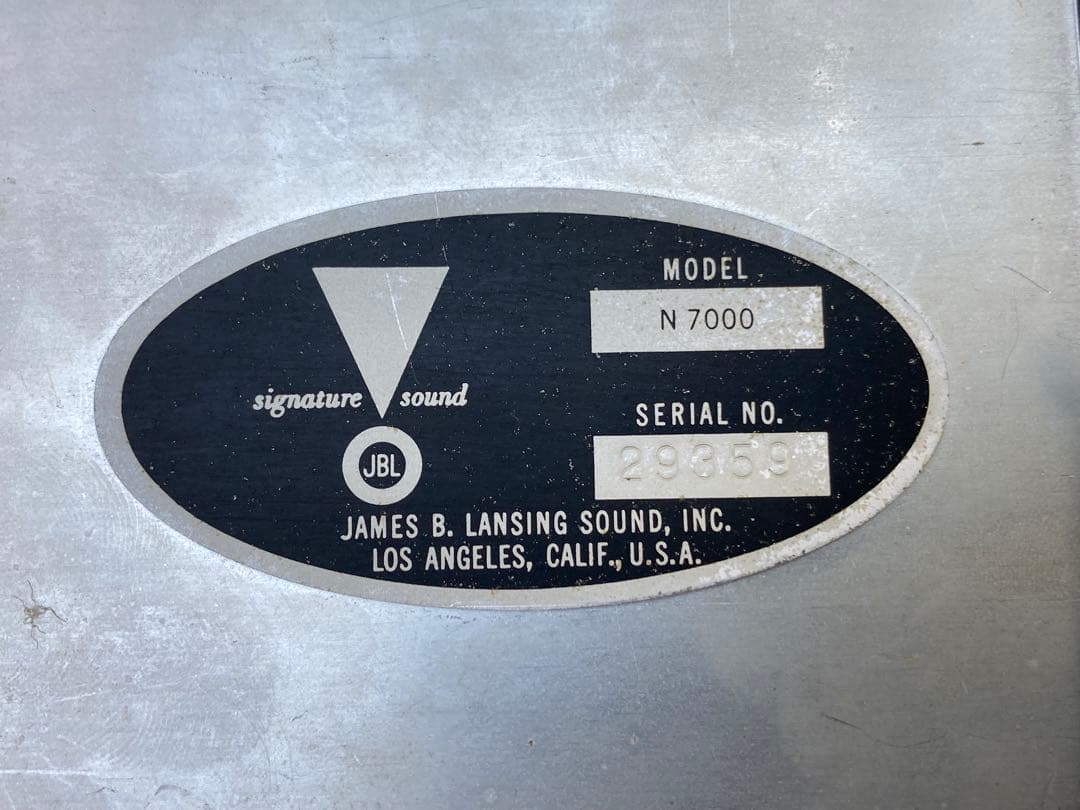 MODEL
N 7000
signature sound
SERIAL NO.
29359
JBL
JAMES B. LANSING SOUND, INC.
LOS ANGELES, CALIF., U.S.A.